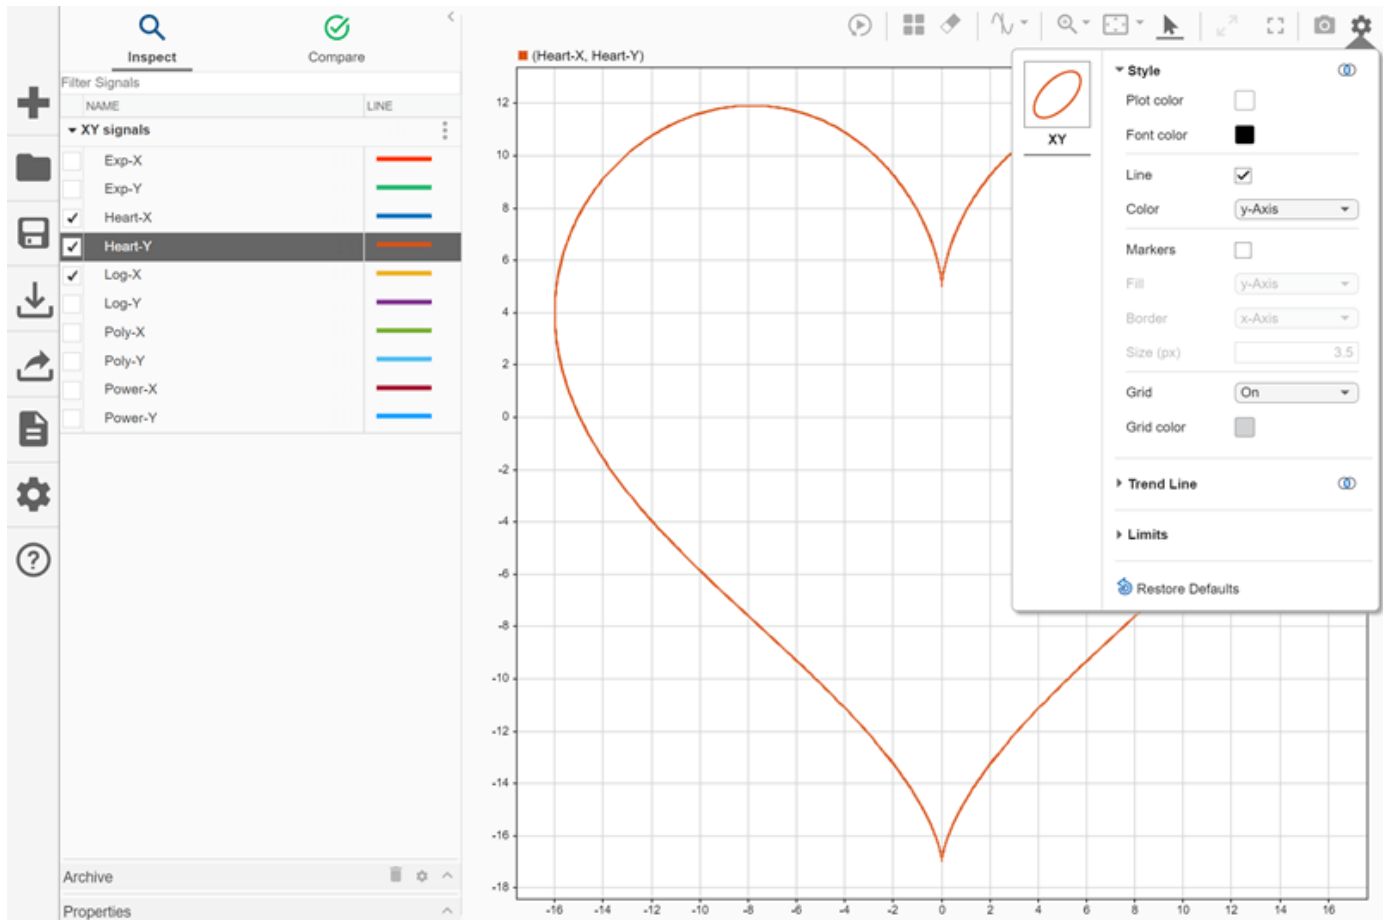 Inspect
Compare
Filter Signals
NAME
LINE
XY signals
Exp-X
Exp-Y
Heart-X
Heart-Y
Log-X
Log-Y
Poly-X
Poly-Y
Power-X
Power-Y
Archive
Properties
(Heart-X, Heart-Y)
12
10
8
6
4
2
0
-2
-4
-6
-8
-10
-12
-14
-16
-18
-16 -14 -12 -10 -8 -6 -4 -2 0 2 4 6 8 10 12 14 16
XY
Style
Plot color
Font color
Line
Color y-Axis
Markers
Fill y-Axis
Border x-Axis
Size (px) 3.5
Grid On
Grid color
Trend Line
Limits
Restore Defaults